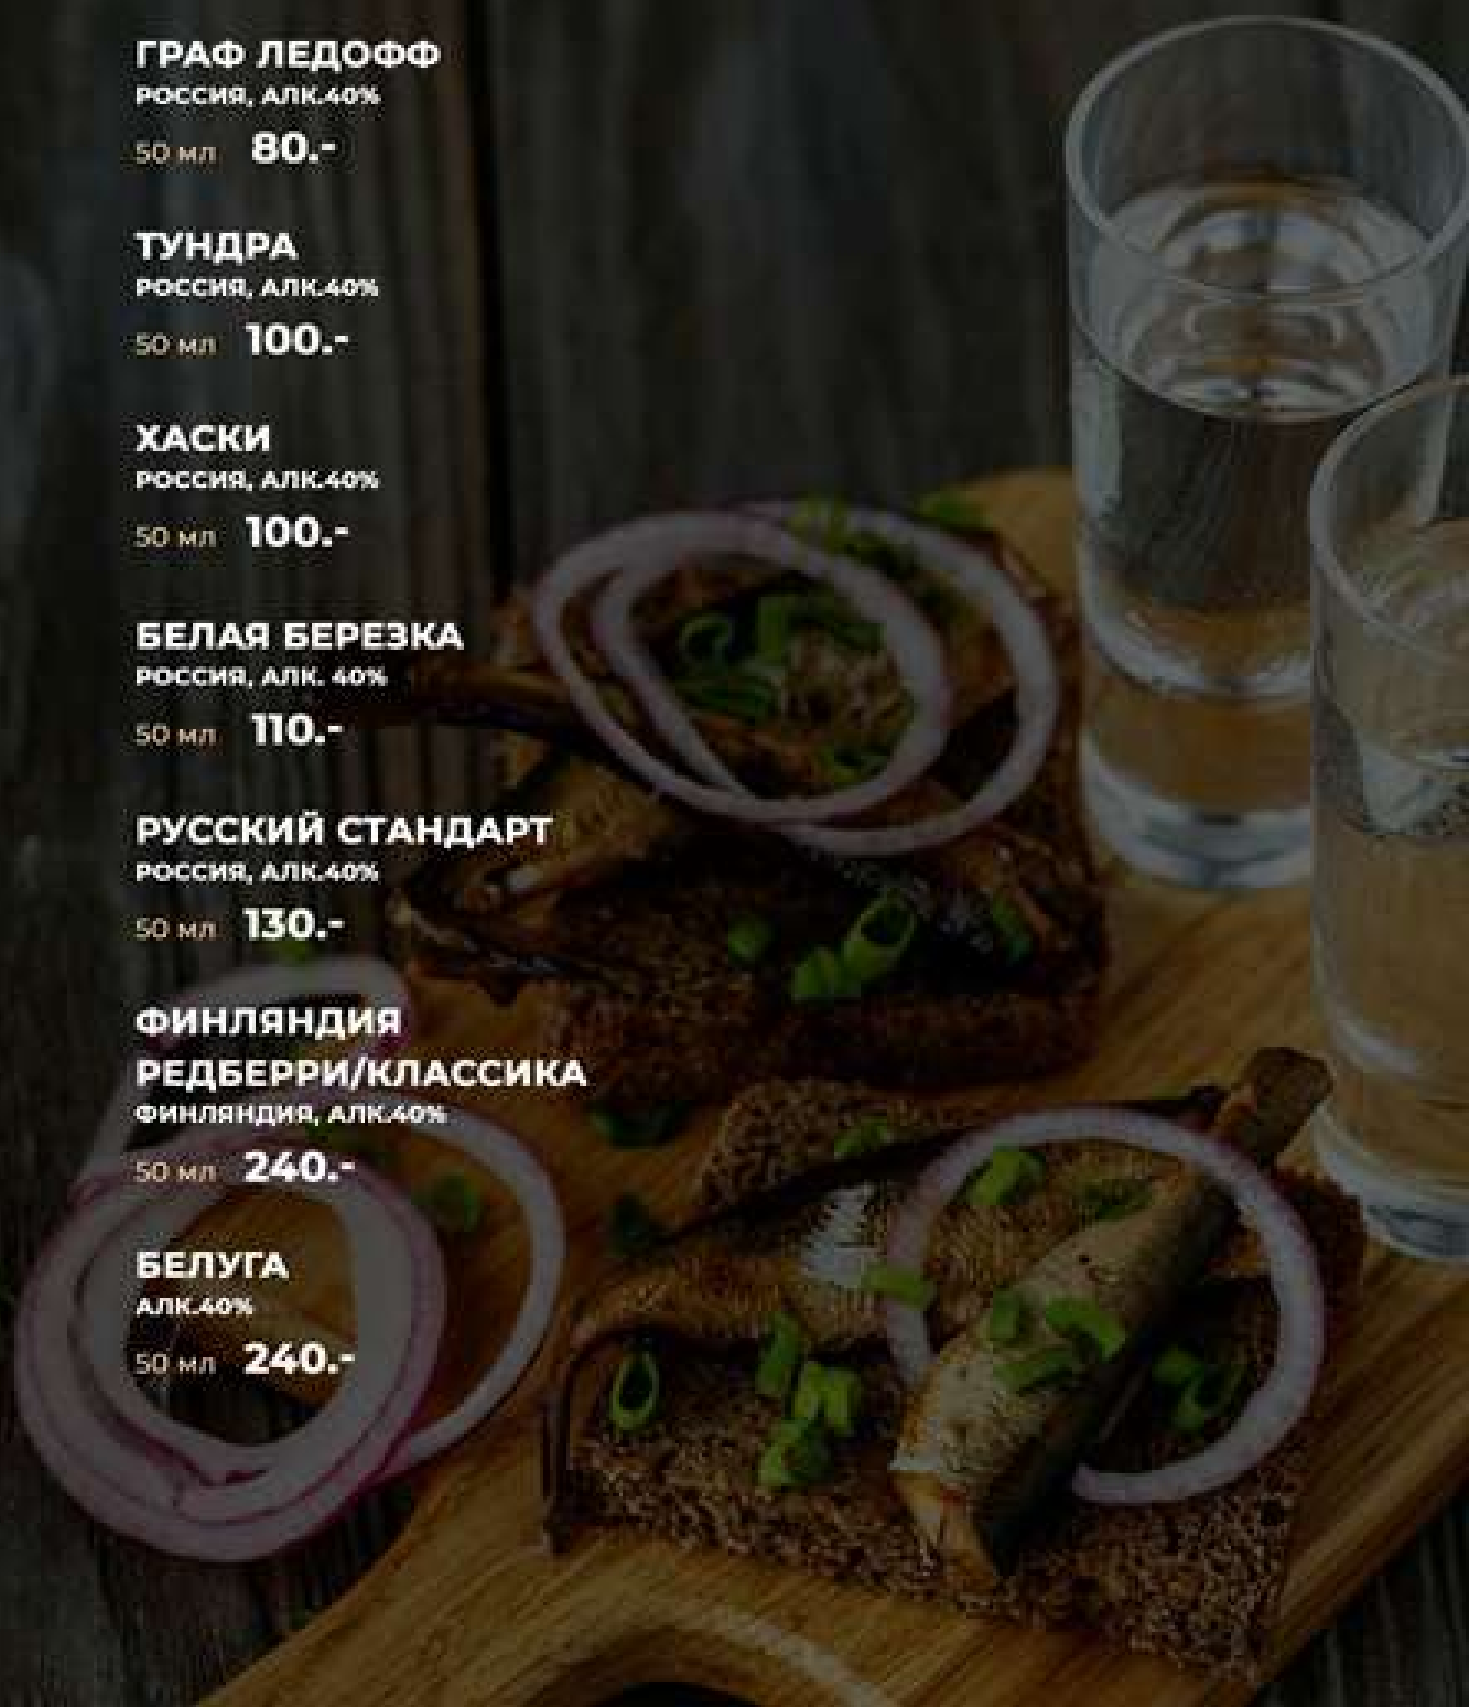 ГРАФ ЛЕДОФФ
РОССИЯ, АЛК.40%
50 мл 80.-
ТУНДРА
РОССИЯ, АЛК.40%
50 мл 100.-
ХАСКИ
РОССИЯ, АЛК.40%
50 мл 100.-
БЕЛАЯ БЕРЕЗКА
РОССИЯ, АЛК. 40%
50 мл 110.-
РУССКИЙ СТАНДАРТ
РОССИЯ, АЛК.40%
50 мл 130.-
ФИНЛЯНДИЯ
РЕДБЕРРИ/КЛАССИКА
ФИНЛЯНДИЯ, АЛК.40%
50 мл 240.-
БЕЛУГА
АЛК.40%
50 мл 240.-